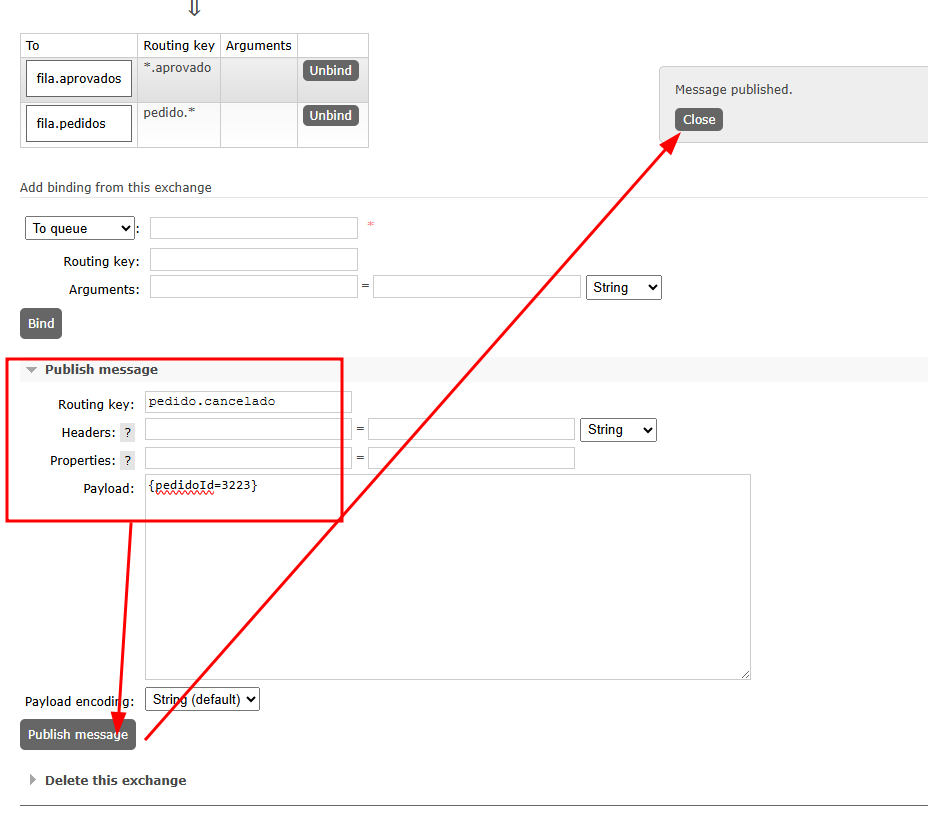 ⇓
To Routing key Arguments
fila.aprovados *.aprovado Unbind
fila.pedidos pedido.* Unbind
Message published.
Close
Add binding from this exchange
To queue : *
Routing key:
Arguments: = String
Bind
Publish message
Routing key: pedido.cancelado
Headers: ? = String
Properties: ? =
Payload: {pedidoId=3223}
Payload encoding: String (default)
Publish message
Delete this exchange